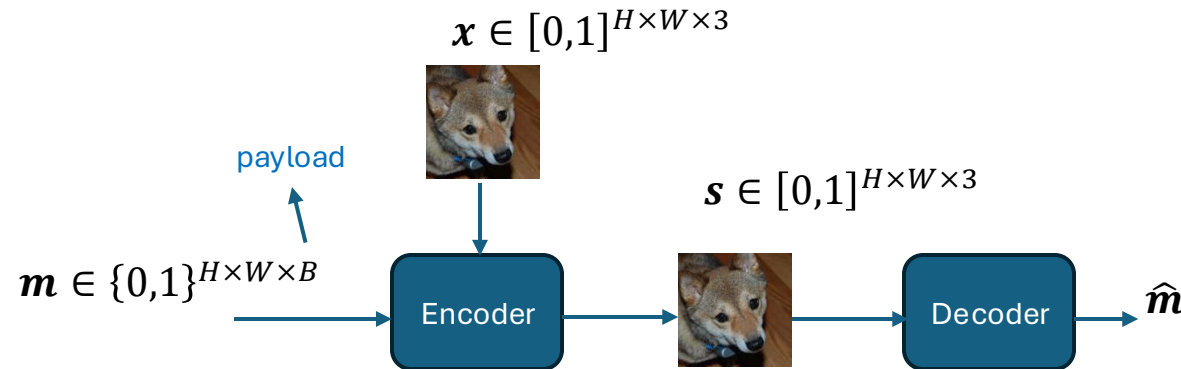 𝒙 ∈ [0,1]^{H×W×3}
payload
𝒔 ∈ [0,1]^{H×W×3}
𝒎 ∈ {0,1}^{H×W×B}
Encoder
Decoder
𝒎̂